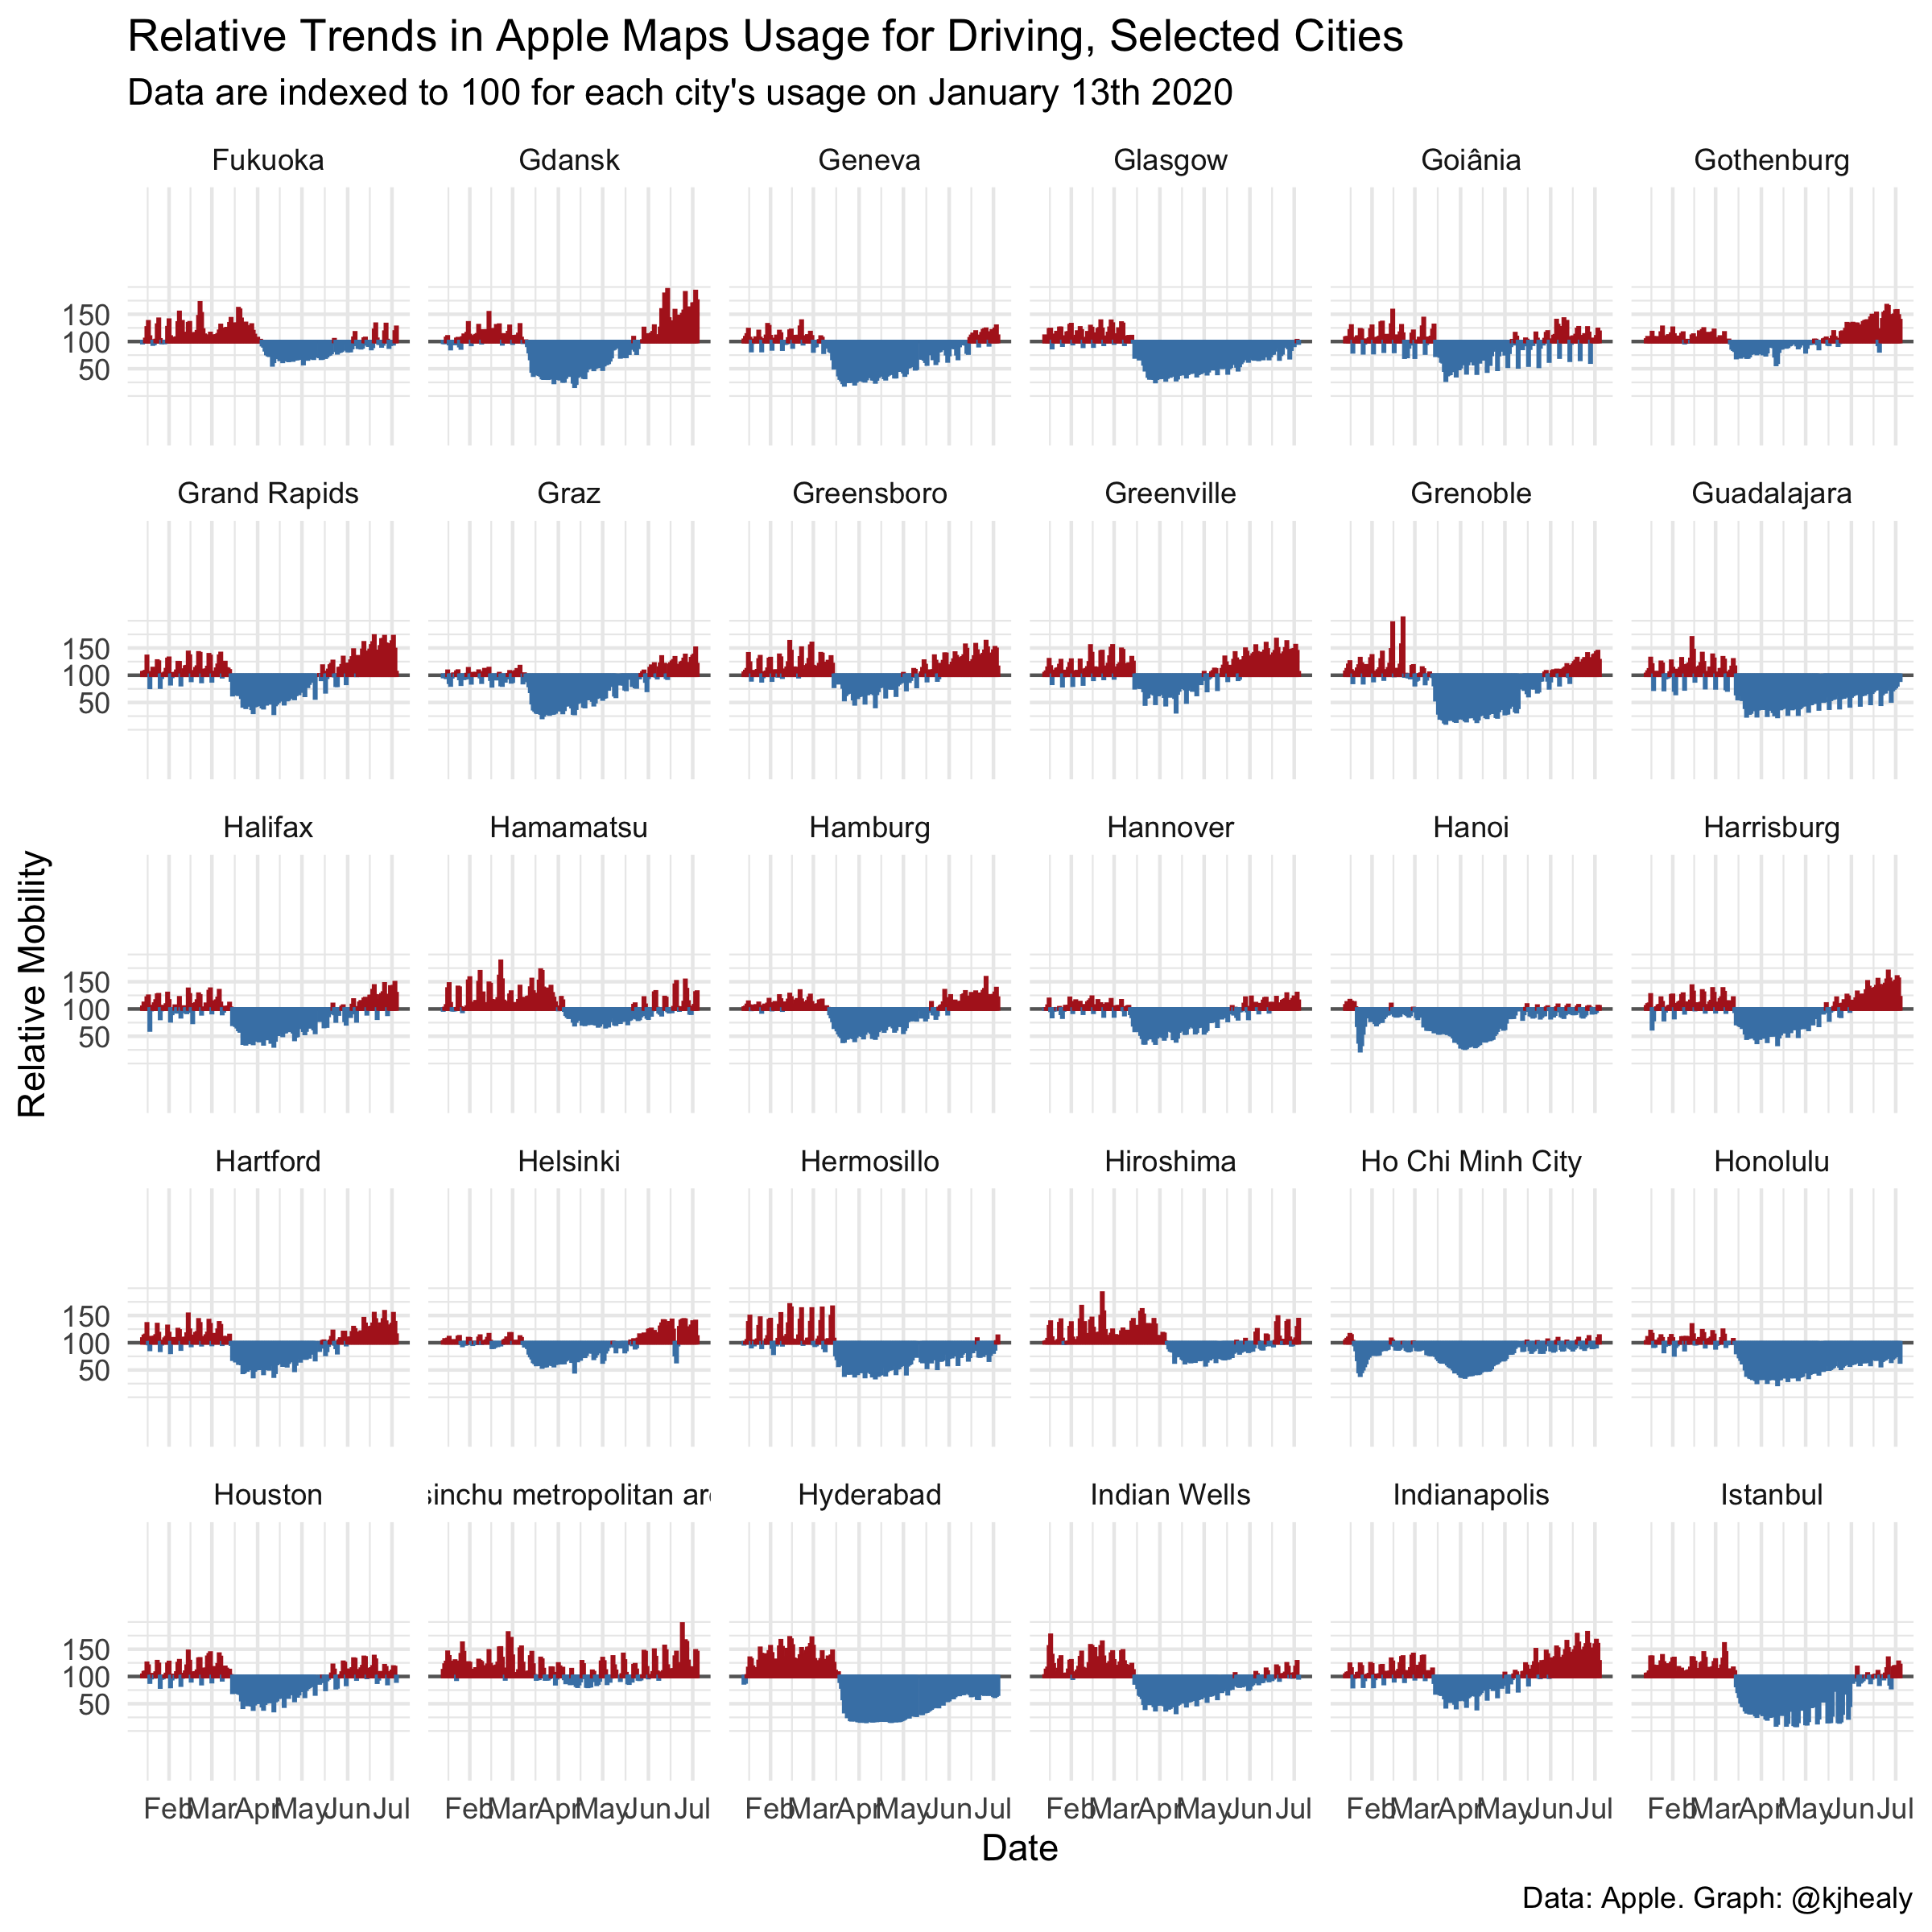 Relative Trends in Apple Maps Usage for Driving, Selected Cities
Data are indexed to 100 for each city's usage on January 13th 2020
Fukuoka Gdansk Geneva Glasgow Goiânia Gothenburg
150
100
50
Grand Rapids Graz Greensboro Greenville Grenoble Guadalajara
150
100
50
Relative Mobility
Halifax Hamamatsu Hamburg Hannover Hanoi Harrisburg
150
100
50
Hartford Helsinki Hermosillo Hiroshima Ho Chi Minh City Honolulu
150
100
50
Houston sinchu metropolitan are Hyderabad Indian Wells Indianapolis Istanbul
150
100
50
Feb Mar Apr May Jun Jul Feb Mar Apr May Jun Jul Feb Mar Apr May Jun Jul Feb Mar Apr May Jun Jul Feb Mar Apr May Jun Jul Feb Mar Apr May Jun Jul
Date
Data: Apple. Graph: @kjhealy